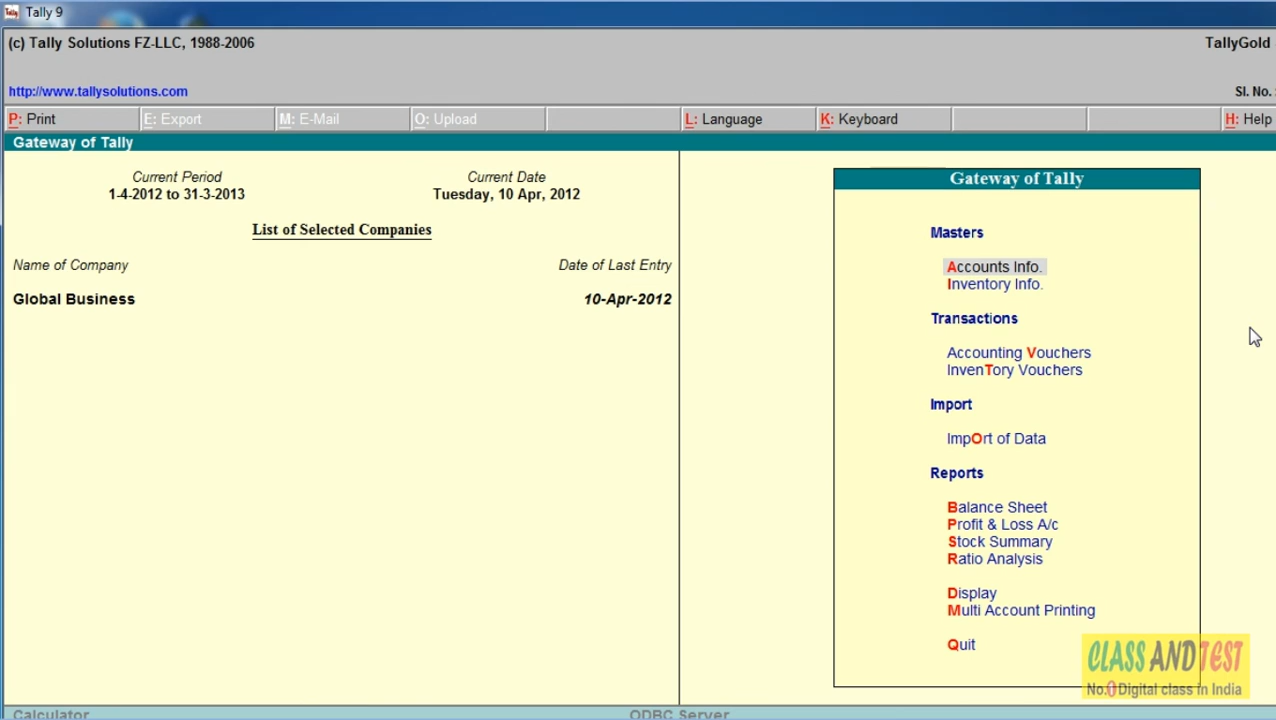 Tally 9
(c) Tally Solutions FZ-LLC, 1988-2006
TallyGold
http://www.tallysolutions.com
Sl. No.
P: Print E: Export M: E-Mail O: Upload L: Language K: Keyboard H: Help
Gateway of Tally
Current Period Current Date
1-4-2012 to 31-3-2013 Tuesday, 10 Apr, 2012
List of Selected Companies
Name of Company Date of Last Entry
Global Business 10-Apr-2012
Gateway of Tally
Masters
Accounts Info.
Inventory Info.
Transactions
Accounting Vouchers
InvenTory Vouchers
Import
ImpOrt of Data
Reports
Balance Sheet
Profit & Loss A/c
Stock Summary
Ratio Analysis
Display
Multi Account Printing
Quit
CLASS AND TEST
No.1 Digital class in India
Calculator ODBC Server